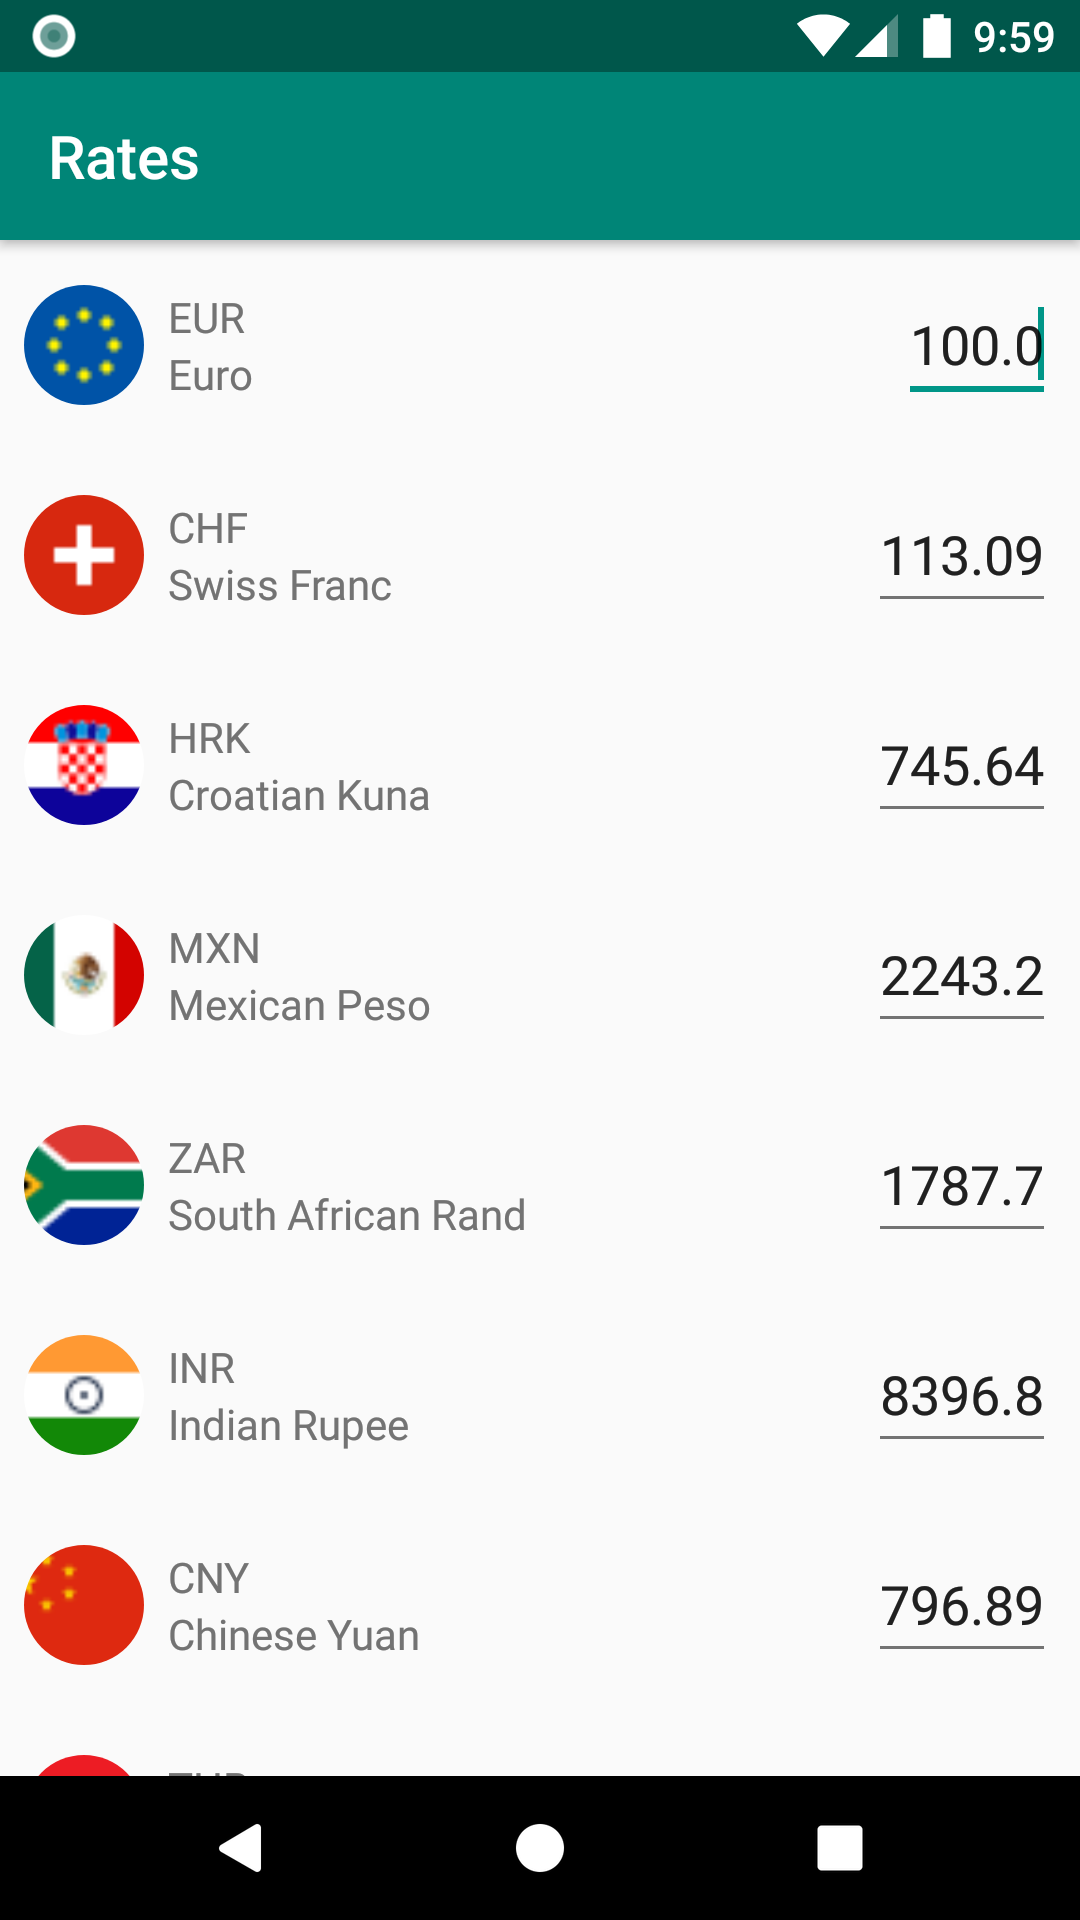 9:59
Rates
EUR
Euro
100.0
CHF
Swiss Franc
113.09
HRK
Croatian Kuna
745.64
MXN
Mexican Peso
2243.2
ZAR
South African Rand
1787.7
INR
Indian Rupee
8396.8
CNY
Chinese Yuan
796.89